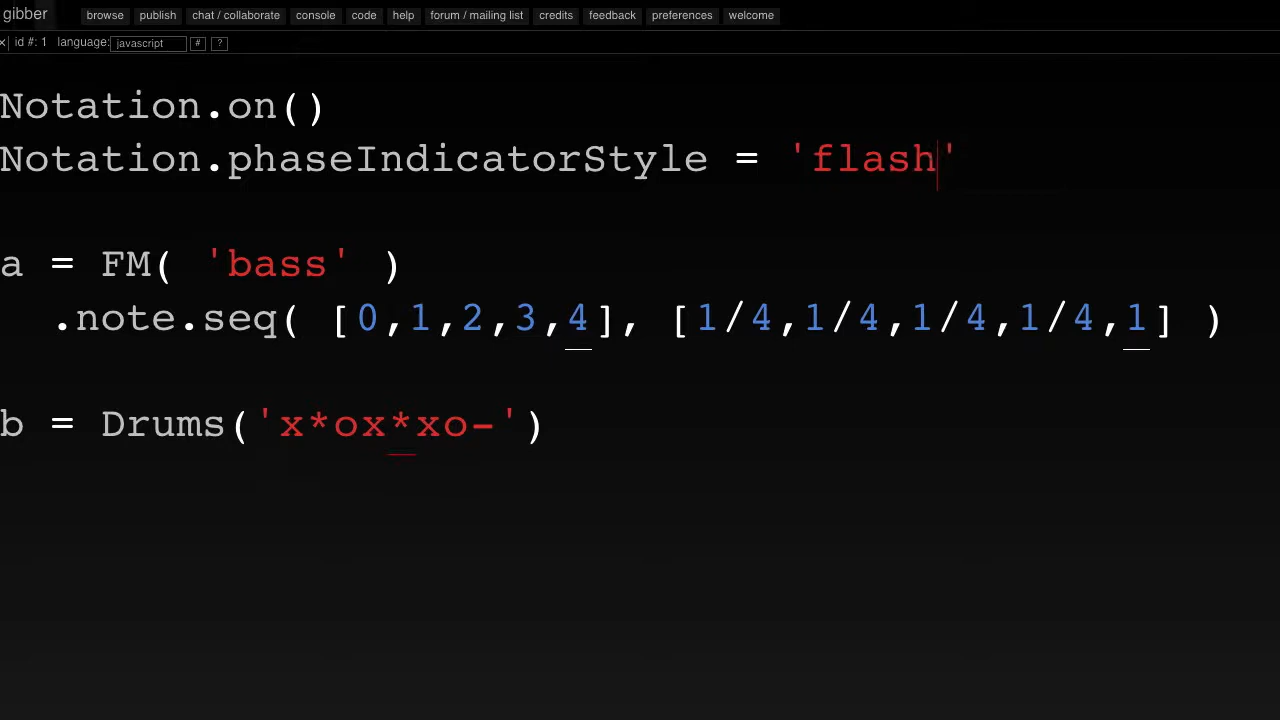 gibber browse publish chat / collaborate console code help forum / mailing list credits feedback preferences welcome
× id #: 1 language: javascript # ?
Notation.on()
Notation.phaseIndicatorStyle = 'flash'
a = FM( 'bass' )
.note.seq( [0,1,2,3,4], [1/4,1/4,1/4,1/4,1] )
b = Drums('x*ox*xo-')